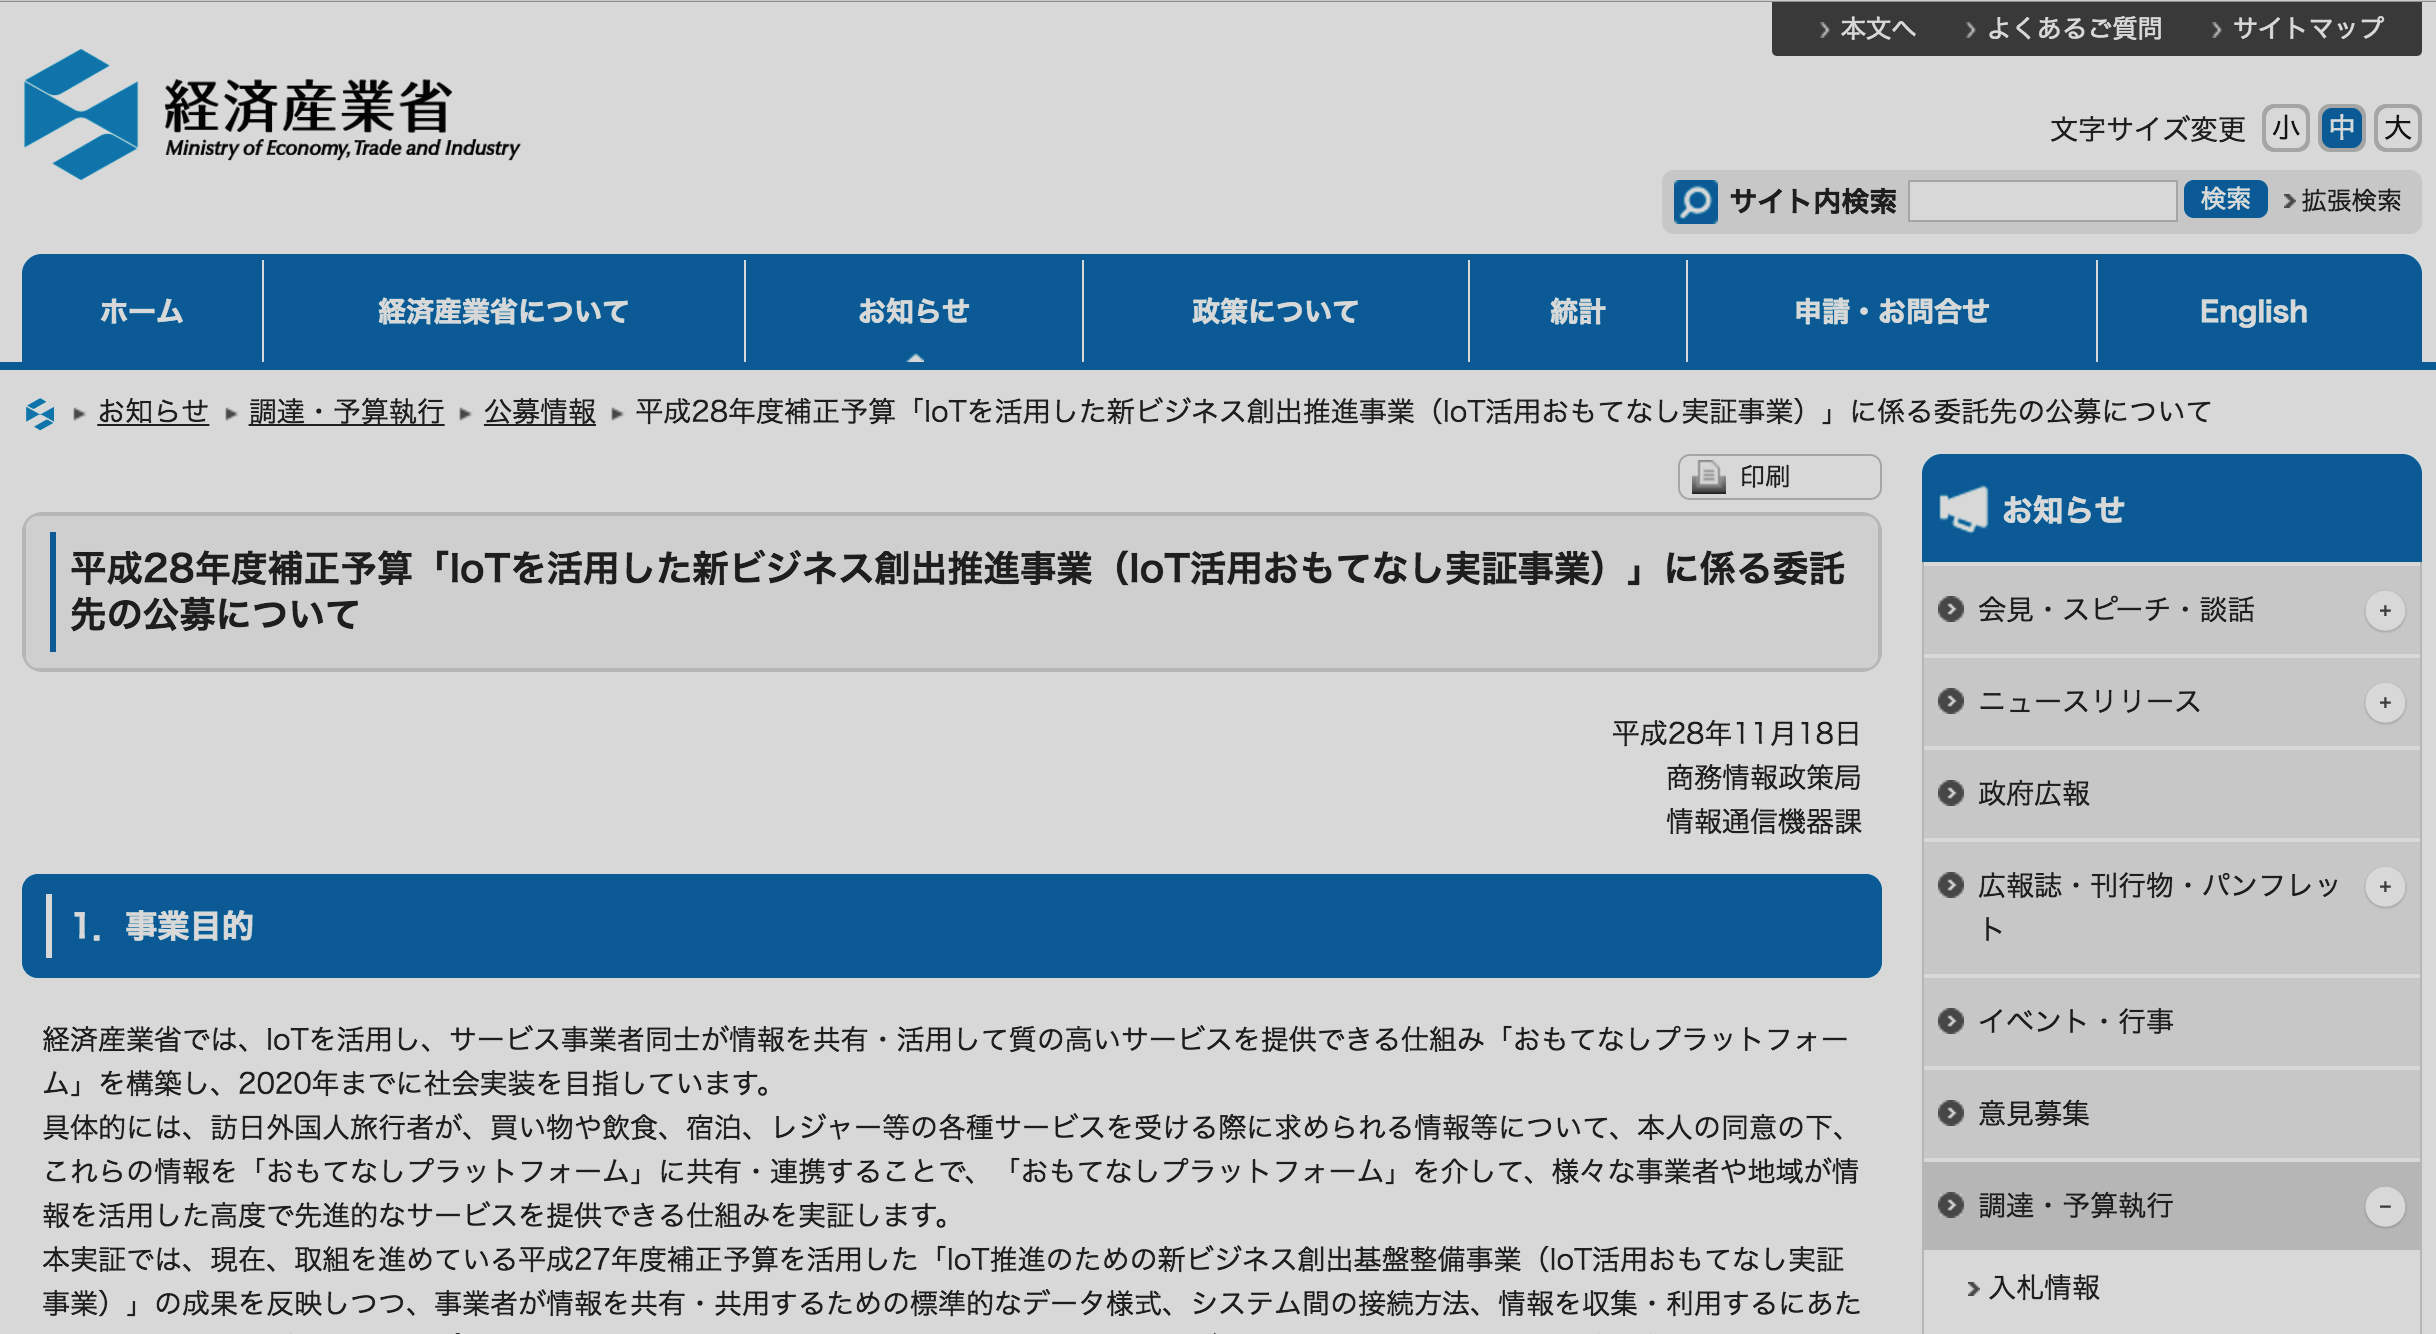 本文へ よくあるご質問 サイトマップ
経済産業省
Ministry of Economy, Trade and Industry
文字サイズ変更 小 中 大
サイト内検索 検索 拡張検索
ホーム 経済産業省について お知らせ 政策について 統計 申請・お問合せ English
お知らせ 調達・予算執行 公募情報 平成28年度補正予算「IoTを活用した新ビジネス創出推進事業（IoT活用おもてなし実証事業）」に係る委託先の公募について
印刷
平成28年度補正予算「IoTを活用した新ビジネス創出推進事業（IoT活用おもてなし実証事業）」に係る委託
先の公募について
平成28年11月18日
商務情報政策局
情報通信機器課
1．事業目的
経済産業省では、IoTを活用し、サービス事業者同士が情報を共有・活用して質の高いサービスを提供できる仕組み「おもてなしプラットフォー
ム」を構築し、2020年までに社会実装を目指しています。
具体的には、訪日外国人旅行者が、買い物や飲食、宿泊、レジャー等の各種サービスを受ける際に求められる情報等について、本人の同意の下、
これらの情報を「おもてなしプラットフォーム」に共有・連携することで、「おもてなしプラットフォーム」を介して、様々な事業者や地域が情
報を活用した高度で先進的なサービスを提供できる仕組みを実証します。
本実証では、現在、取組を進めている平成27年度補正予算を活用した「IoT推進のための新ビジネス創出基盤整備事業（IoT活用おもてなし実証
事業）」の成果を反映しつつ、事業者が情報を共有・共用するための標準的なデータ様式、システム間の接続方法、情報を収集・利用するにあた
お知らせ
会見・スピーチ・談話 +
ニュースリリース +
政府広報
広報誌・刊行物・パンフレッ +
ト
イベント・行事
意見募集
調達・予算執行 −
入札情報